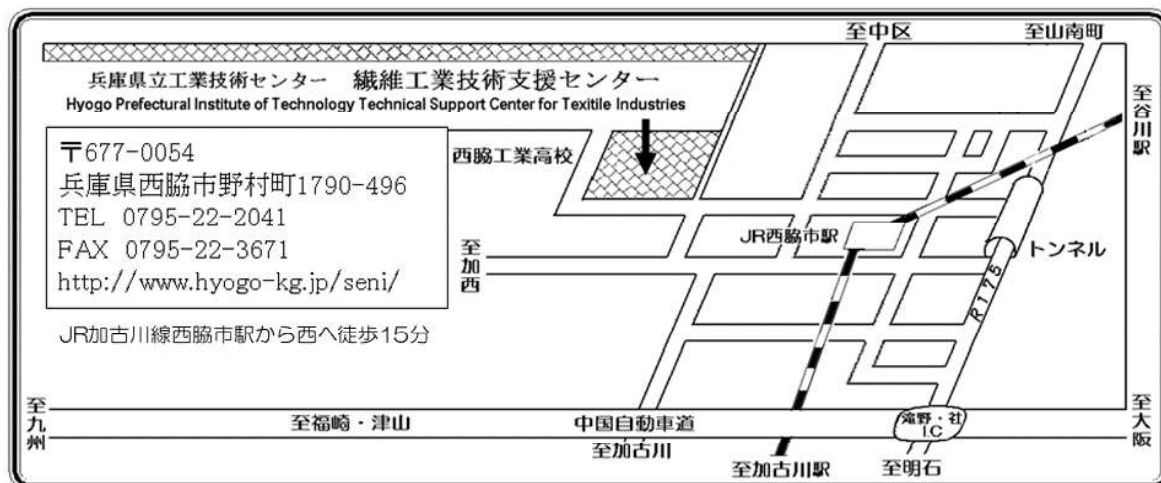 至中区
至山南町
兵庫県立工業技術センター 繊維工業技術支援センター
Hyogo Prefectural Institute of Technology Technical Support Center for Texitile Industries
至谷川駅
〒677-0054
兵庫県西脇市野村町1790-496
TEL 0795-22-2041
FAX 0795-22-3671
http://www.hyogo-kg.jp/seni/
西脇工業高校
JR西脇市駅
至加西
トンネル
R175
JR加古川線西脇市駅から西へ徒歩15分
至九州
至福崎・津山
中国自動車道
滝野・社
I.C
至大阪
至加古川
至加古川駅
至明石